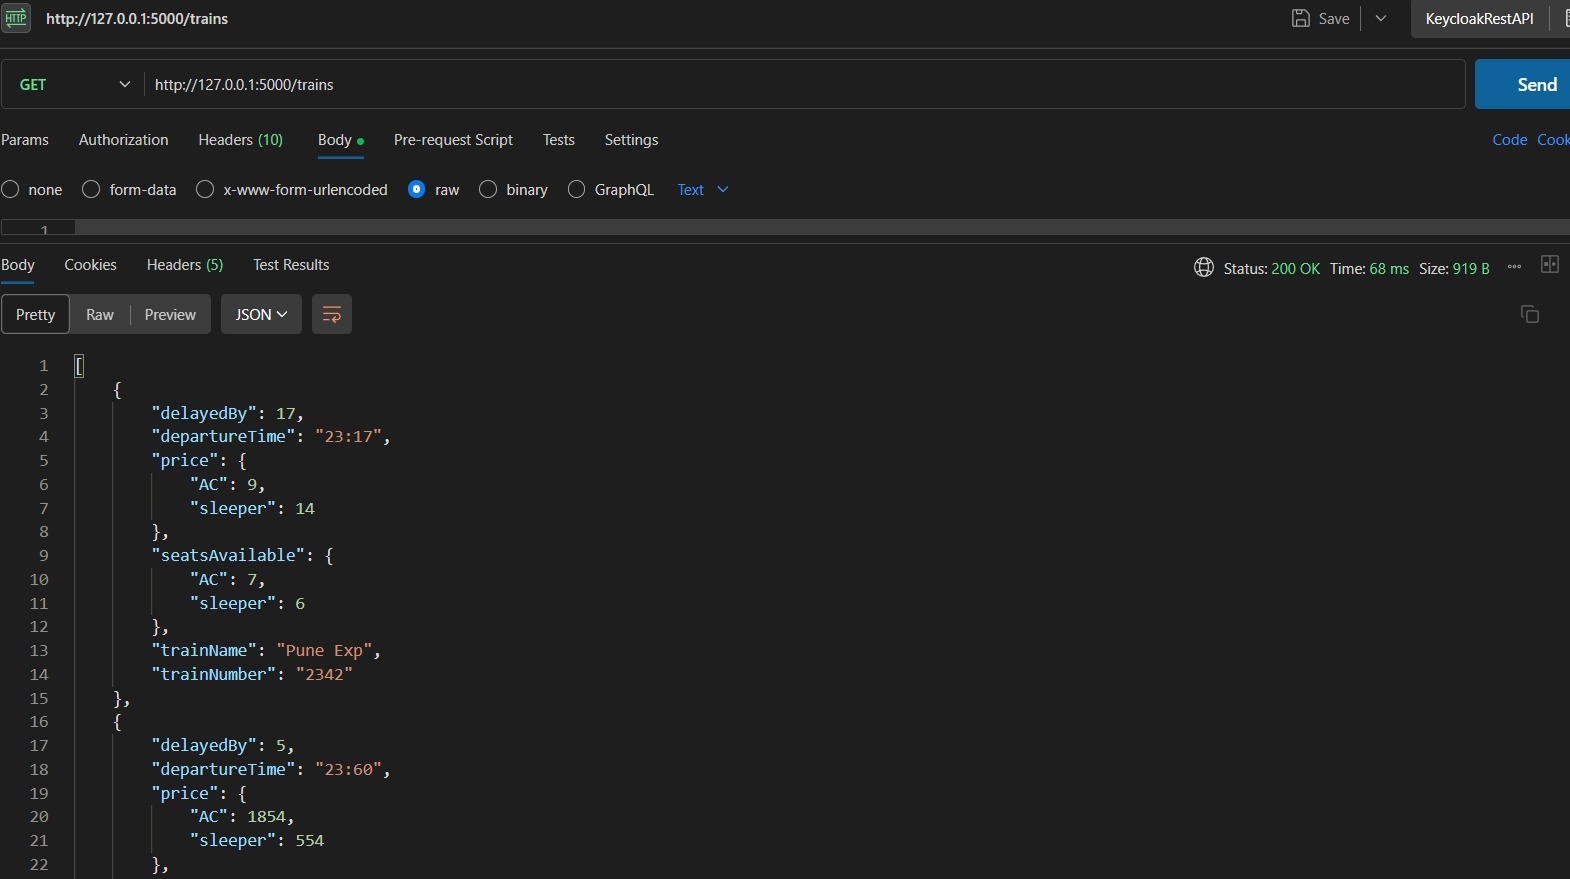 HTTP http://127.0.0.1:5000/trains Save KeycloakRestAPI
GET http://127.0.0.1:5000/trains Send
Params Authorization Headers (10) Body Pre-request Script Tests Settings Code Cook
none form-data x-www-form-urlencoded raw binary GraphQL Text
1
Body Cookies Headers (5) Test Results Status: 200 OK Time: 68 ms Size: 919 B
Pretty Raw Preview JSON
1 [
2 {
3 "delayedBy": 17,
4 "departureTime": "23:17",
5 "price": {
6 "AC": 9,
7 "sleeper": 14
8 },
9 "seatsAvailable": {
10 "AC": 7,
11 "sleeper": 6
12 },
13 "trainName": "Pune Exp",
14 "trainNumber": "2342"
15 },
16 {
17 "delayedBy": 5,
18 "departureTime": "23:60",
19 "price": {
20 "AC": 1854,
21 "sleeper": 554
22 },